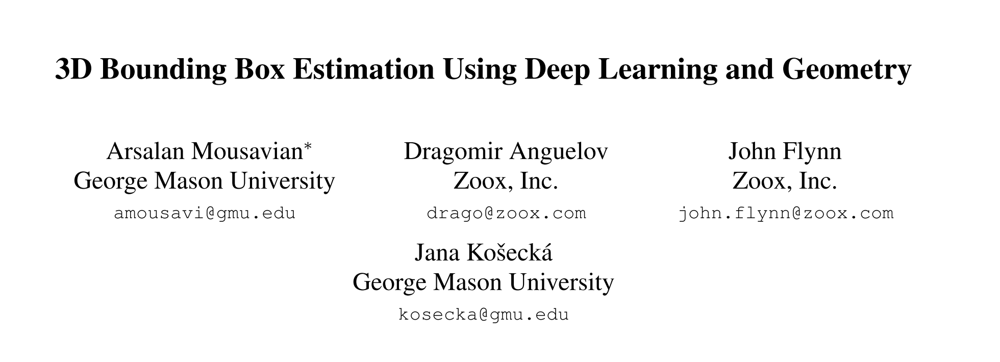 3D Bounding Box Estimation Using Deep Learning and Geometry
Arsalan Mousavian*
George Mason University
amousavi@gmu.edu
Dragomir Anguelov
Zoox, Inc.
drago@zoox.com
John Flynn
Zoox, Inc.
john.flynn@zoox.com
Jana Košecká
George Mason University
kosecka@gmu.edu